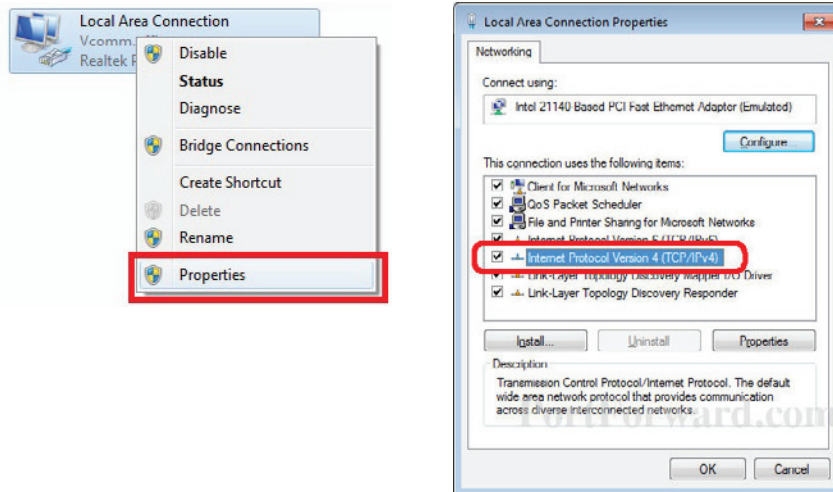 Local Area Connection
Vcomm
Realtek
Disable
Status
Diagnose
Bridge Connections
Create Shortcut
Delete
Rename
Properties
Local Area Connection Properties
Networking
Connect using:
Intel 21140 Based PCI Fast Ethernet Adaptor (Emulated)
Configure...
This connection uses the following items:
Client for Microsoft Networks
QoS Packet Scheduler
File and Printer Sharing for Microsoft Networks
Internet Protocol Version 6 (TCP/IPv6)
Internet Protocol Version 4 (TCP/IPv4)
Link-Layer Topology Discovery Mapper I/O Driver
Link-Layer Topology Discovery Responder
Install...
Uninstall
Properties
Description
Transmission Control Protocol/Internet Protocol. The default
wide area network protocol that provides communication
across diverse interconnected networks.
PortForward.com
OK
Cancel